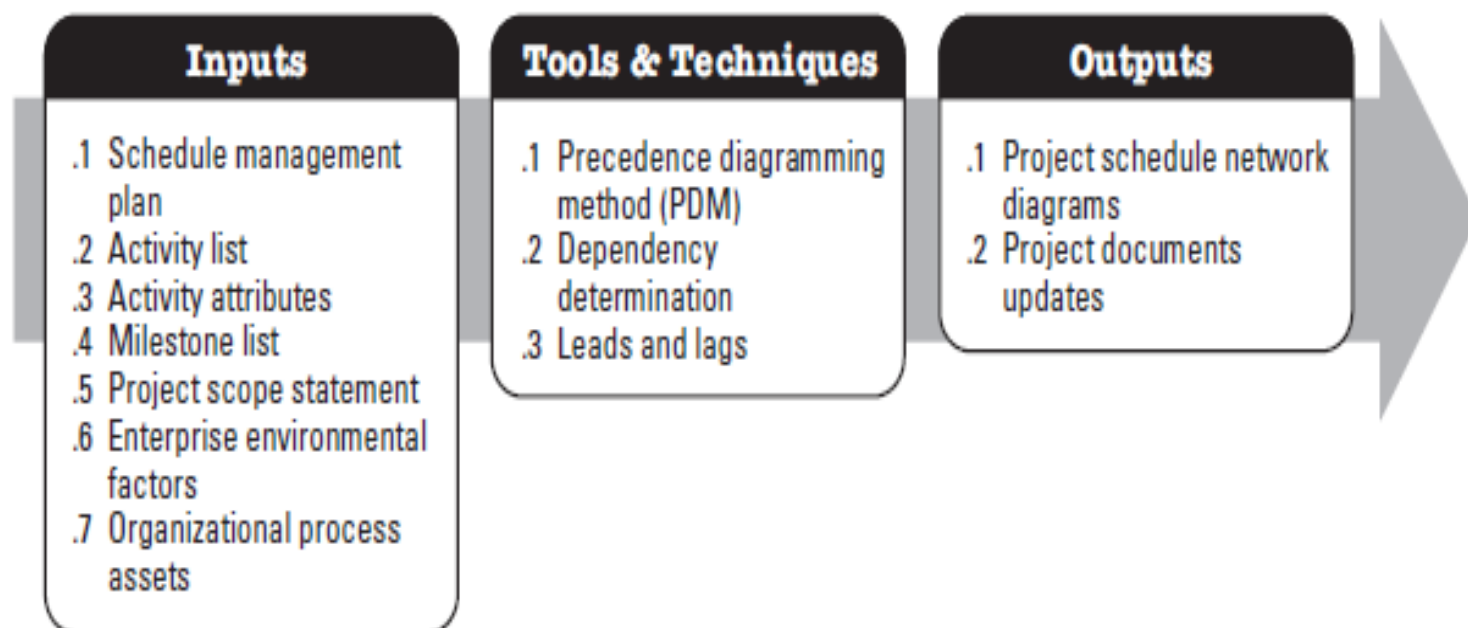 Inputs
.1 Schedule management
plan
.2 Activity list
.3 Activity attributes
.4 Milestone list
.5 Project scope statement
.6 Enterprise environmental
factors
.7 Organizational process
assets
Tools & Techniques
.1 Precedence diagramming
method (PDM)
.2 Dependency
determination
.3 Leads and lags
Outputs
.1 Project schedule network
diagrams
.2 Project documents
updates